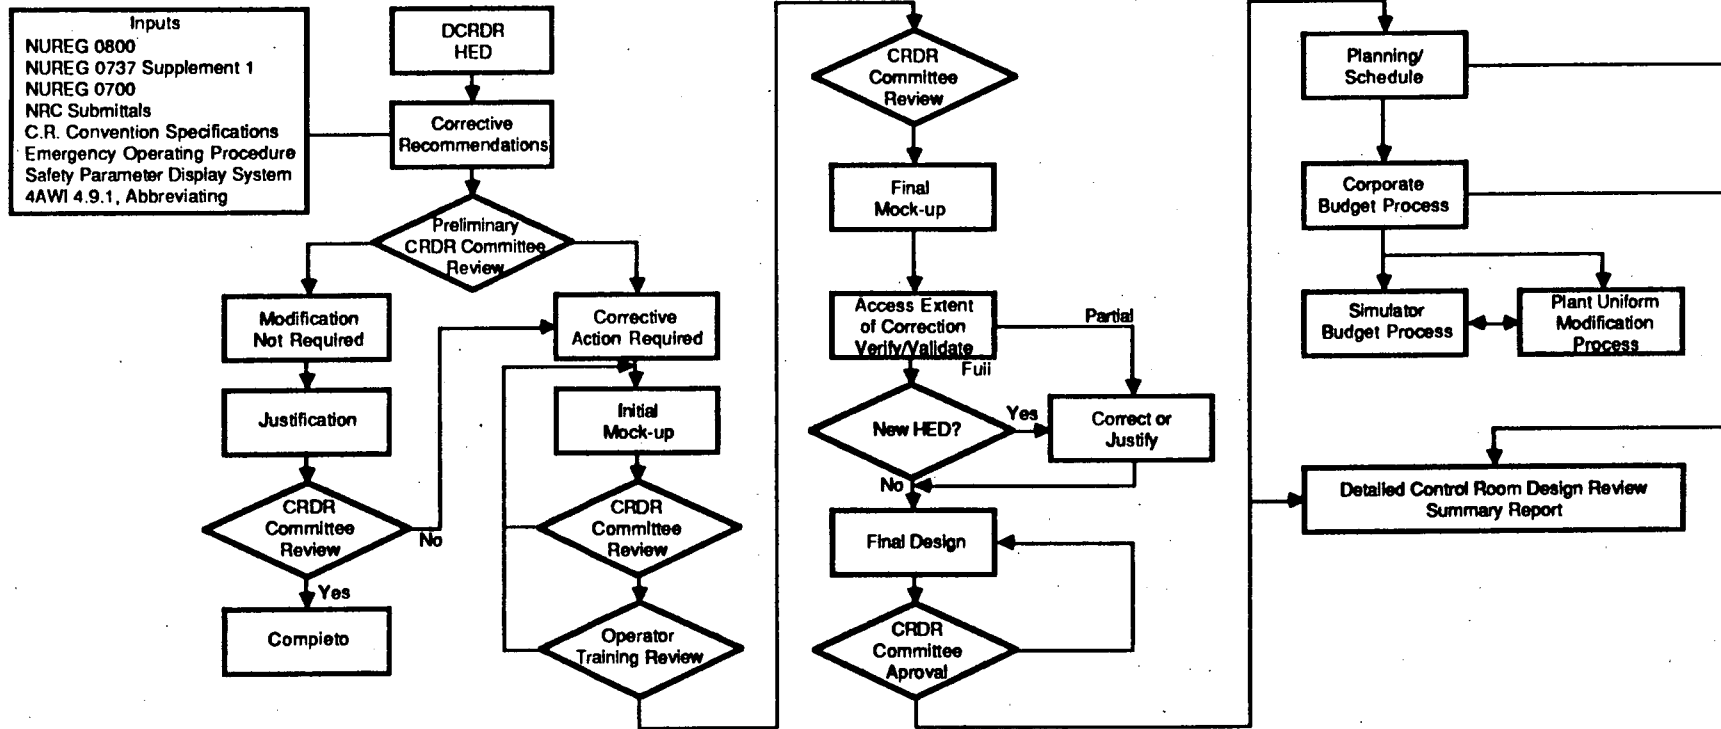 Inputs
NUREG 0800
NUREG 0737 Supplement 1
NUREG 0700
NRC Submittals
C.R. Convention Specifications
Emergency Operating Procedure
Safety Parameter Display System
4AWI 4.9.1, Abbreviating
DCRDR
HED
Corrective
Recommendations
Preliminary
CRDR Committee
Review
Modification
Not Required
Corrective
Action Required
Justification
Initial
Mock-up
CRDR
Committee
Review
No
Yes
Completo
CRDR
Committee
Review
Operator
Training Review
CRDR
Committee
Review
Final
Mock-up
Access Extent
of Correction
Verify/Validate
Partial
Fuii
New HED?
Yes
Correct or
Justify
No
Final Design
CRDR
Committee
Aproval
Planning/
Schedule
Corporate
Budget Process
Simulator
Budget Process
Plant Uniform
Modification
Process
Detailed Control Room Design Review
Summary Report